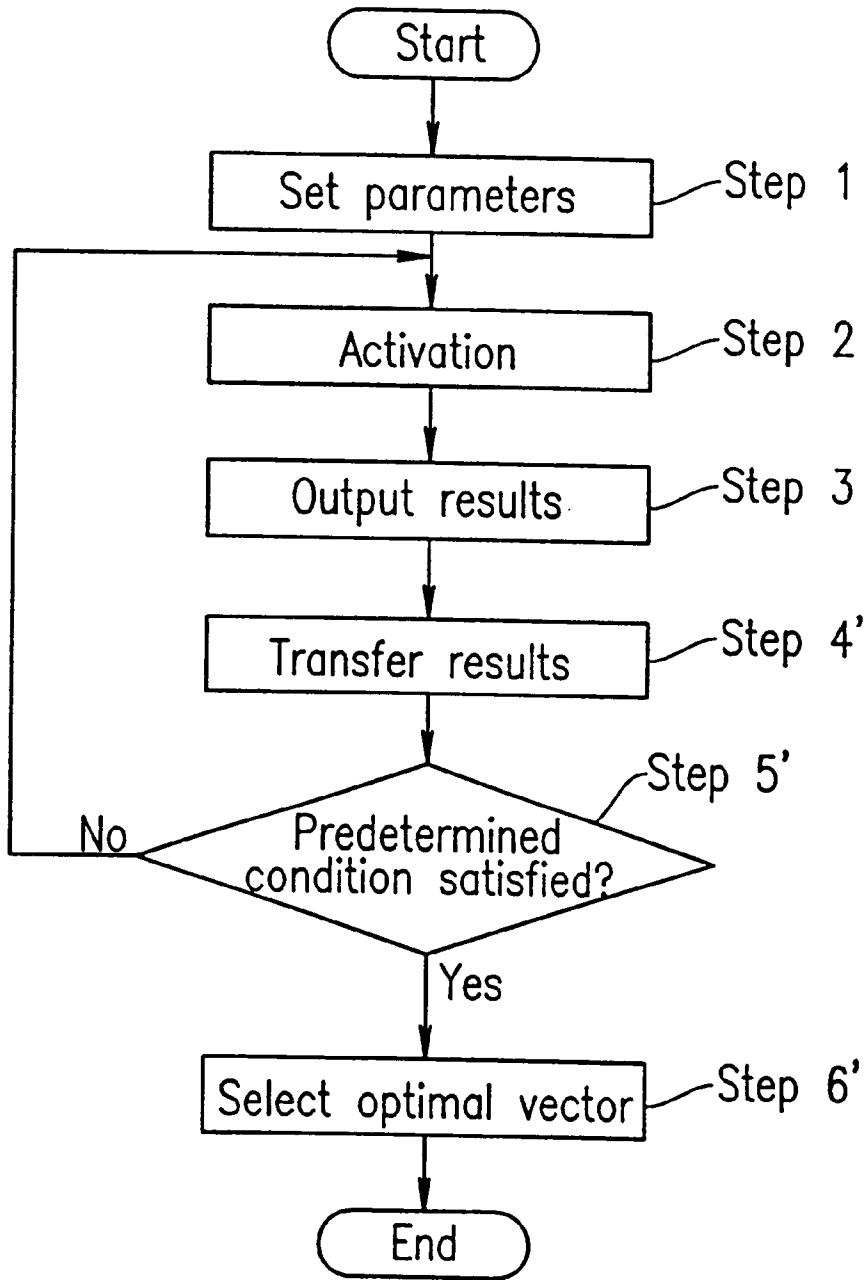 Start
Set parameters
Step 1
Activation
Step 2
Output results
Step 3
Transfer results
Step 4'
Step 5'
Predetermined
condition satisfied?
No
Yes
Select optimal vector
Step 6'
End